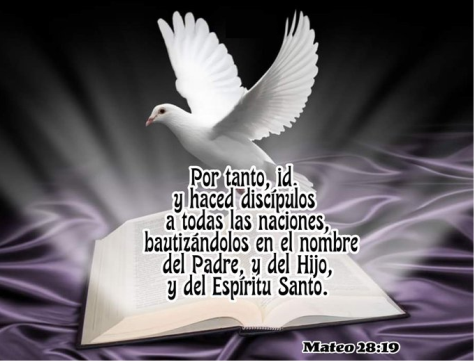 Por tanto, id.
y haced discípulos
a todas las naciones,
bautizándolos en el nombre
del Padre, y del Hijo,
y del Espíritu Santo.
Mateo 28:19